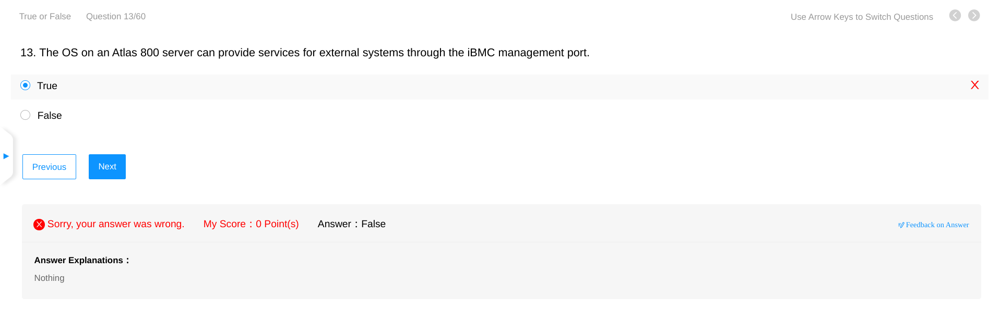 True or False Question 13/60 Use Arrow Keys to Switch Questions
13. The OS on an Atlas 800 server can provide services for external systems through the iBMC management port.
True X
False
Previous Next
Sorry, your answer was wrong. My Score：0 Point(s) Answer：False Feedback on Answer
Answer Explanations：
Nothing